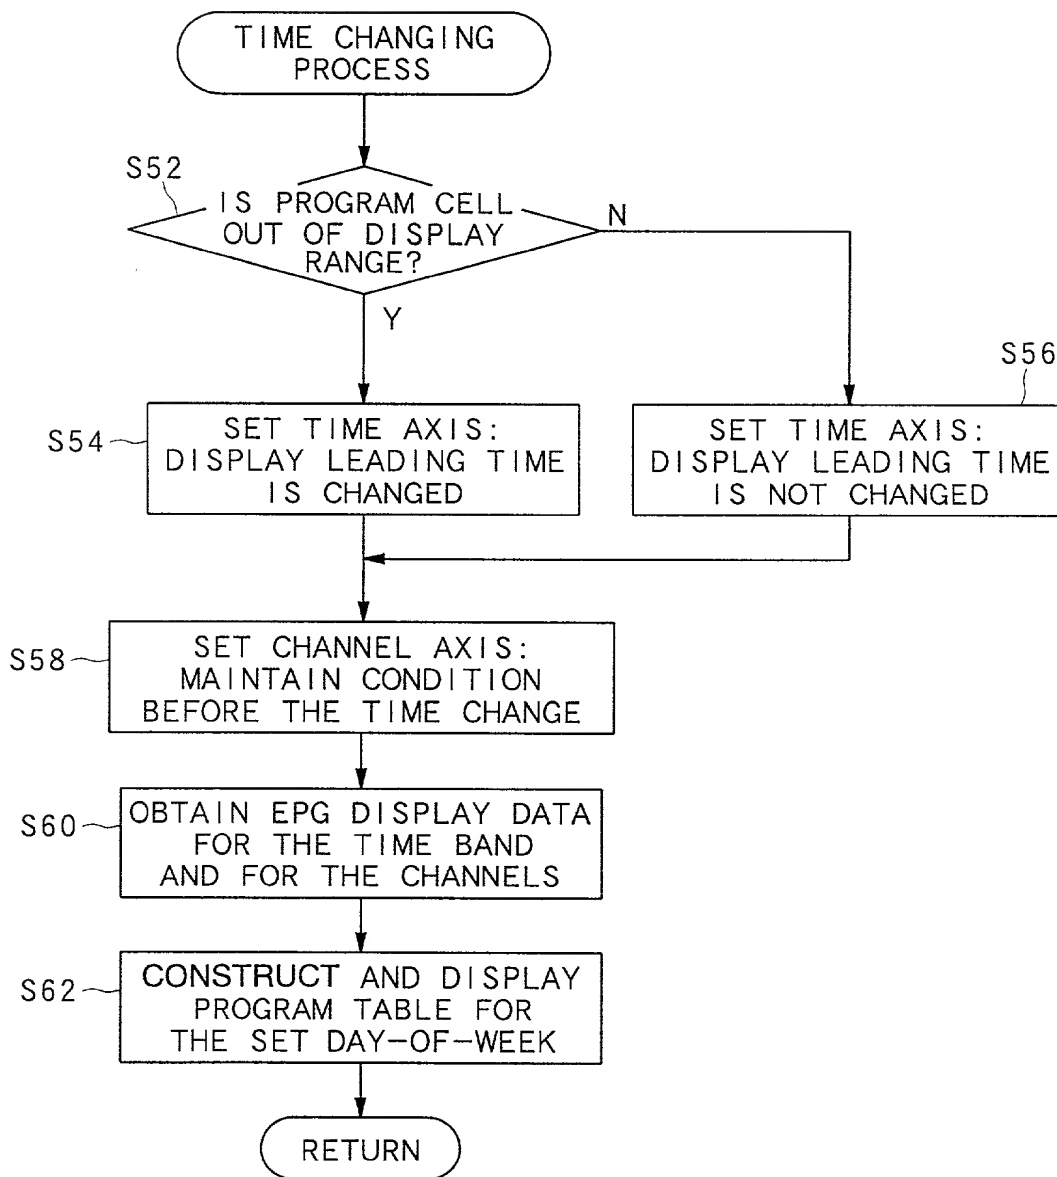 TIME CHANGING
PROCESS
S52
IS PROGRAM CELL
OUT OF DISPLAY
RANGE?
N
Y
S54
SET TIME AXIS:
DISPLAY LEADING TIME
IS CHANGED
S56
SET TIME AXIS:
DISPLAY LEADING TIME
IS NOT CHANGED
S58
SET CHANNEL AXIS:
MAINTAIN CONDITION
BEFORE THE TIME CHANGE
S60
OBTAIN EPG DISPLAY DATA
FOR THE TIME BAND
AND FOR THE CHANNELS
S62
CONSTRUCT AND DISPLAY
PROGRAM TABLE FOR
THE SET DAY-OF-WEEK
RETURN